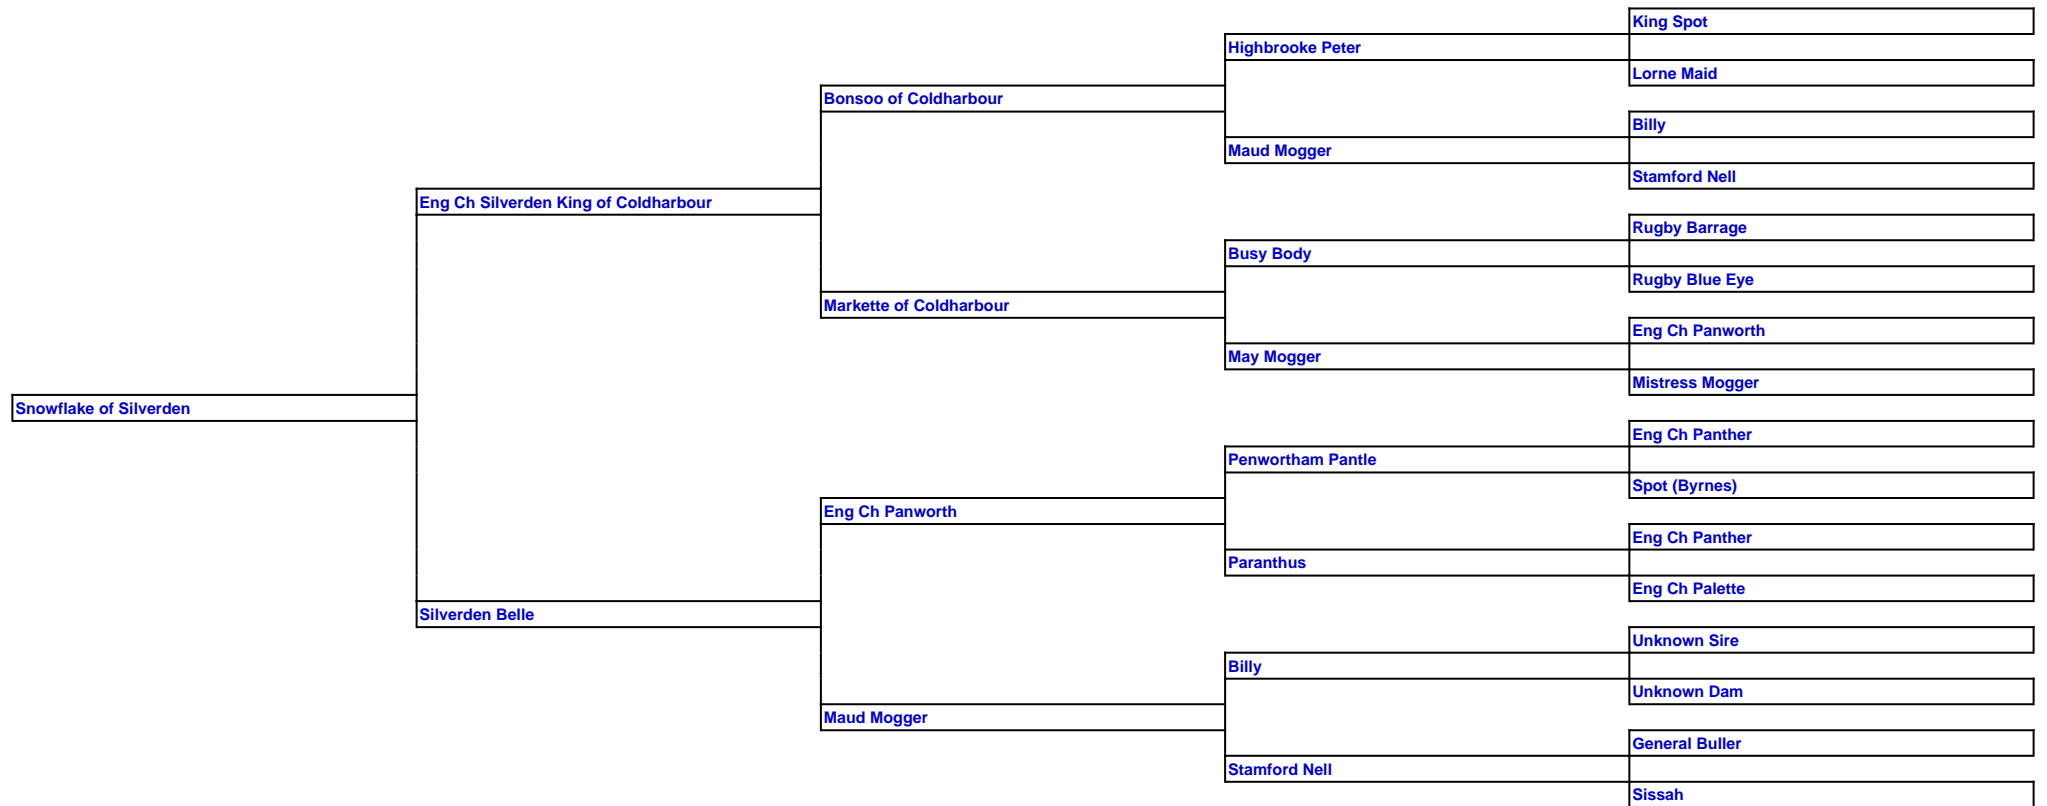 King Spot
Highbrooke Peter
Lorne Maid
Bonsoo of Coldharbour
Billy
Maud Mogger
Stamford Nell
Eng Ch Silverden King of Coldharbour
Rugby Barrage
Busy Body
Rugby Blue Eye
Markette of Coldharbour
Eng Ch Panworth
May Mogger
Mistress Mogger
Snowflake of Silverden
Eng Ch Panther
Penwortham Pantle
Spot (Byrnes)
Eng Ch Panworth
Eng Ch Panther
Paranthus
Eng Ch Palette
Silverden Belle
Unknown Sire
Billy
Unknown Dam
Maud Mogger
General Buller
Stamford Nell
Sissah